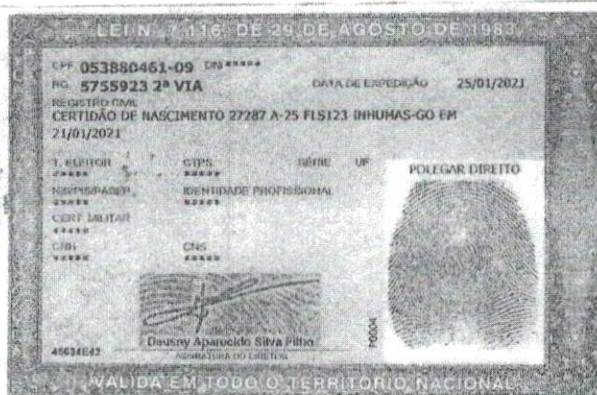 LEI N. 7.116, DE 29 DE AGOSTO DE 1983
CPF 053880461-09 DNI *****
RG 5755923 2ª VIA DATA DE EXPEDIÇÃO 25/01/2021
REGISTRO CIVIL
CERTIDÃO DE NASCIMENTO 27287 A-25 FLS123 INHUMAS-GO EM
21/01/2021
T. ELEITOR CTPS SÉRIE UF POLEGAR DIREITO
***** *****
NIS/PIS/PASEP IDENTIDADE PROFISSIONAL
***** *****
CERT. MILITAR
*****
CNH CNS
***** *****
Aparecido Silva Filho
ASSINATURA DO DIRETOR
VÁLIDA EM TODO O TERRITÓRIO NACIONAL